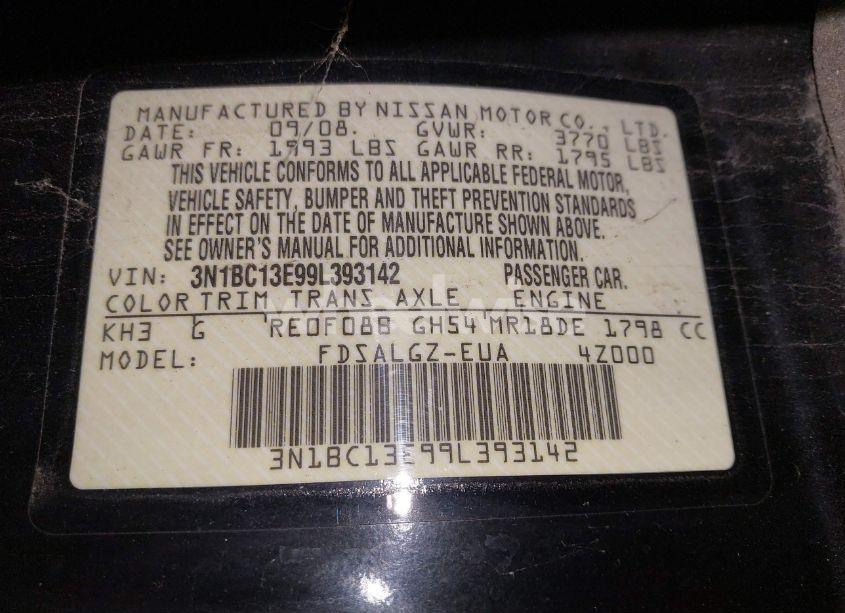 MANUFACTURED BY NISSAN MOTOR CO., LTD.
DATE: 09/08. GVWR: 3770 LBS
GAWR FR: 1993 LBS GAWR RR: 1795 LBS
THIS VEHICLE CONFORMS TO ALL APPLICABLE FEDERAL MOTOR,
VEHICLE SAFETY, BUMPER AND THEFT PREVENTION STANDARDS
IN EFFECT ON THE DATE OF MANUFACTURE SHOWN ABOVE.
SEE OWNER'S MANUAL FOR ADDITIONAL INFORMATION.
VIN: 3N1BC13E99L393142 PASSENGER CAR.
COLOR TRIM TRANS AXLE ENGINE
KH3 G RE0F08B GH54 MR18DE 1798 CC
MODEL: FDSALGZ-EUA 4Z000
3N1BC13E99L393142